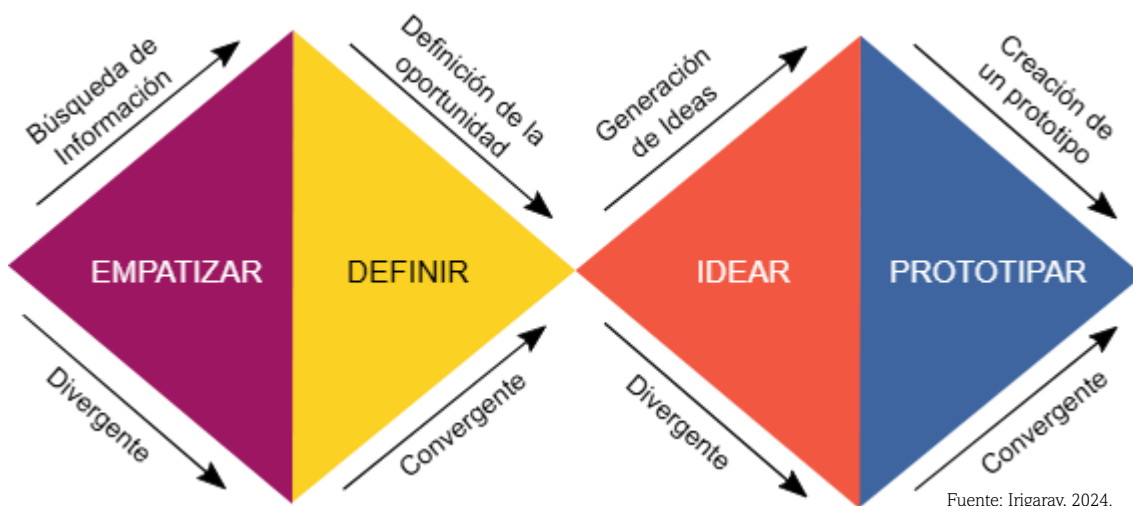 Búsqueda de
Información
Definición de la
oportunidad
Generación
de Ideas
Creación de
un prototipo
EMPATIZAR
DEFINIR
IDEAR
PROTOTIPAR
Divergente
Convergente
Divergente
Convergente
Fuente: Irigaray, 2024.